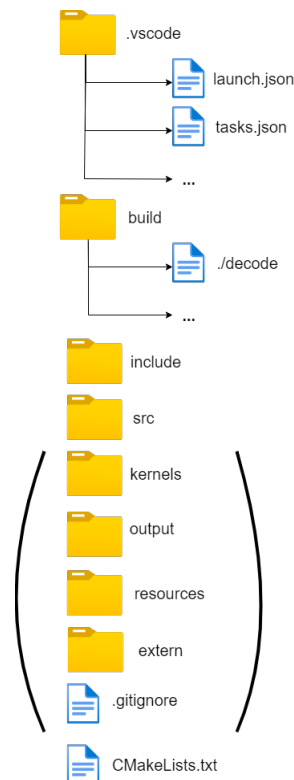 .vscode
launch.json
tasks.json
...
build
./decode
...
include
src
kernels
output
resources
extern
.gitignore
CMakeLists.txt